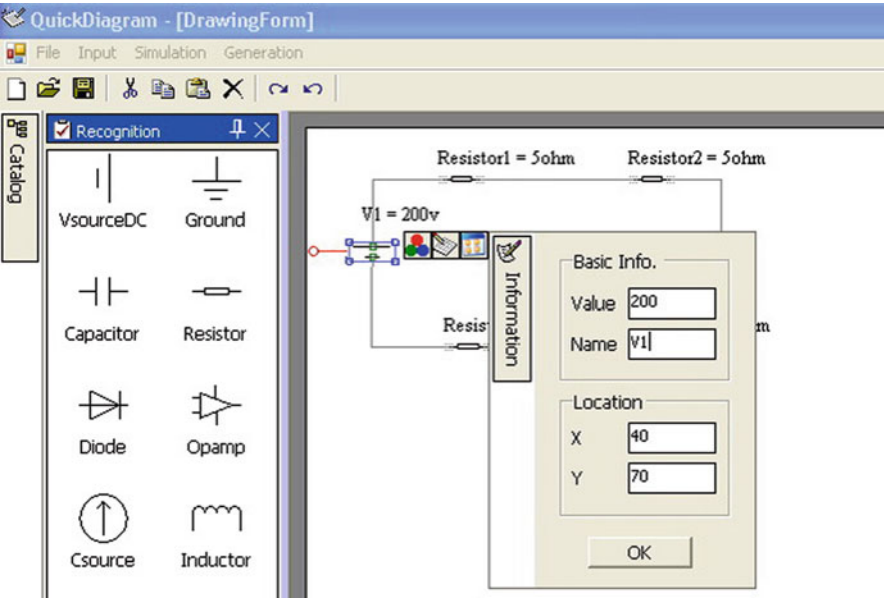 QuickDiagram - [DrawingForm]
File Input Simulation Generation
Catalog
Recognition
VsourceDC Ground
Capacitor Resistor
Diode Opamp
Csource Inductor
Resistor1 = 5ohm Resistor2 = 5ohm
V1 = 200v
Resis
m
Information
Basic Info.
Value 200
Name V1
Location
X 40
Y 70
OK